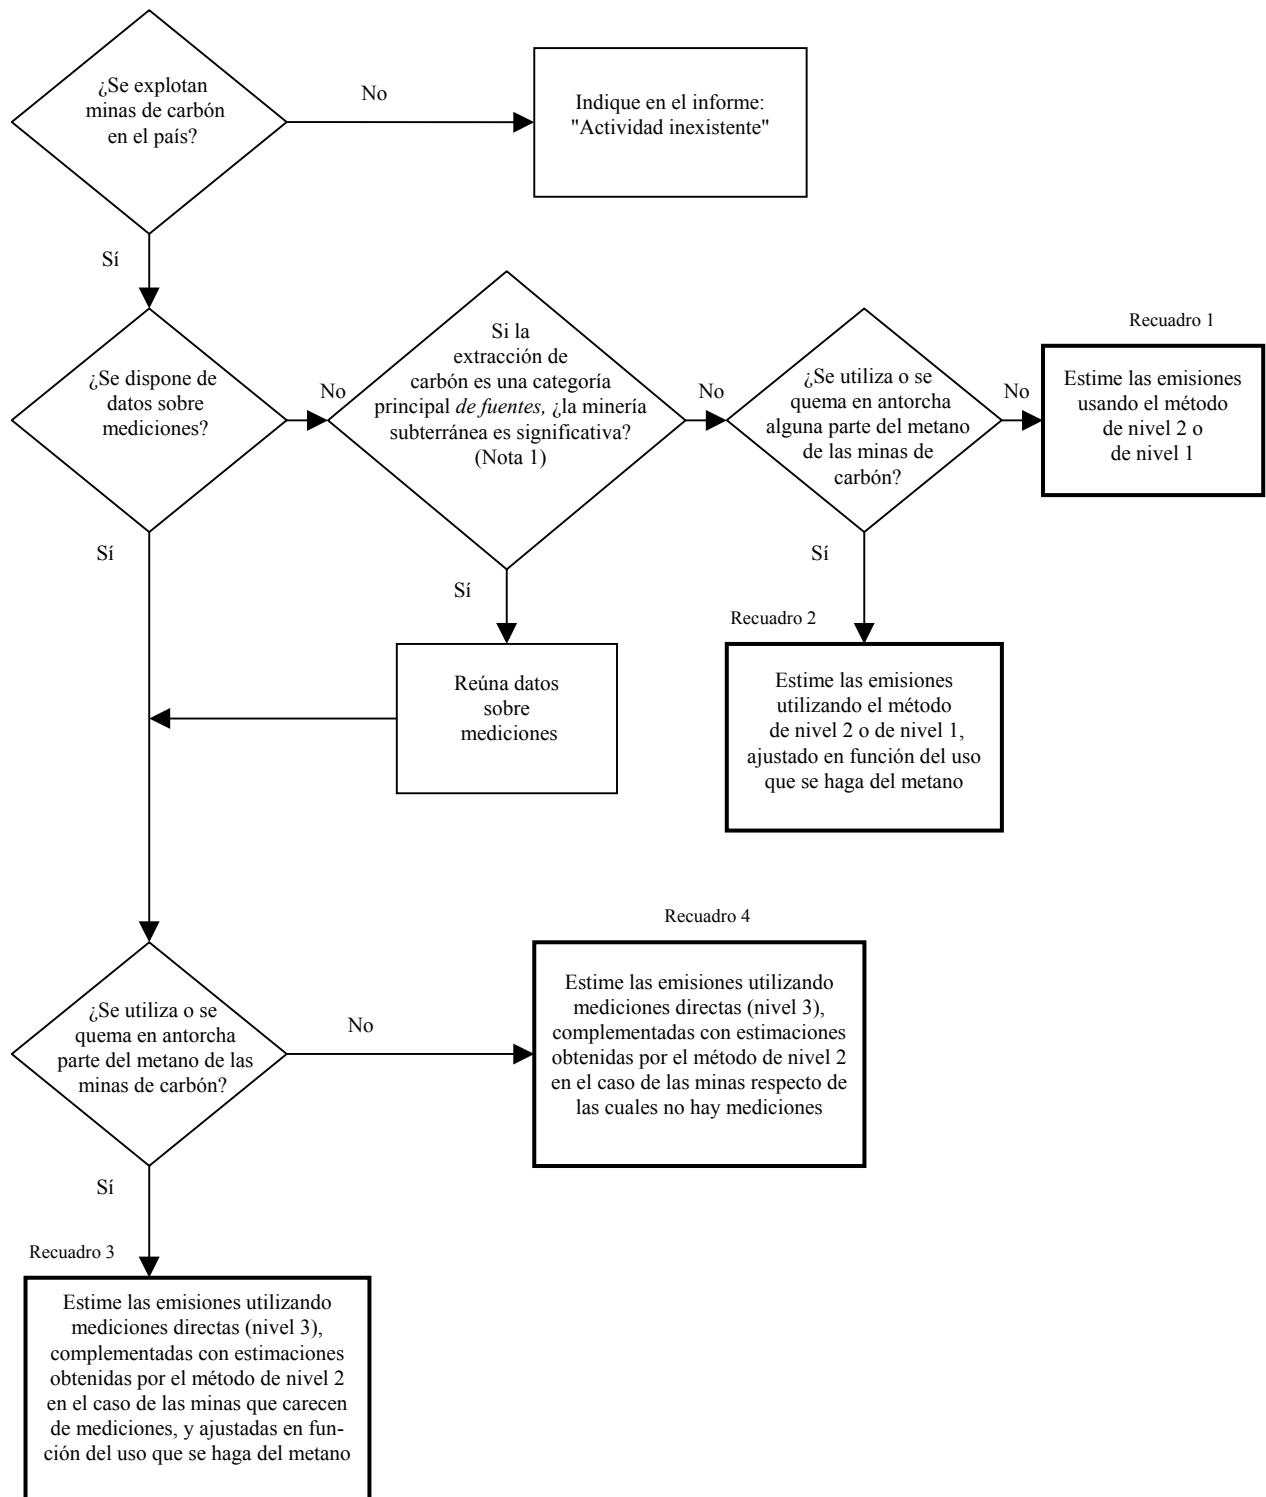 ¿Se explotan
minas de carbón
en el país?
No
Indique en el informe:
"Actividad inexistente"
Sí
¿Se dispone de
datos sobre
mediciones?
No
Si la
extracción de
carbón es una categoría
principal de fuentes, ¿la minería
subterránea es significativa?
(Nota 1)
No
¿Se utiliza o se
quema en antorcha
alguna parte del metano
de las minas de
carbón?
No
Recuadro 1
Estime las emisiones
usando el método
de nivel 2 o
de nivel 1
Sí
Sí
Sí
Reúna datos
sobre
mediciones
Recuadro 2
Estime las emisiones
utilizando el método
de nivel 2 o de nivel 1,
ajustado en función del uso
que se haga del metano
¿Se utiliza o se
quema en antorcha
parte del metano de las
minas de carbón?
No
Recuadro 4
Estime las emisiones utilizando
mediciones directas (nivel 3),
complementadas con estimaciones
obtenidas por el método de nivel 2
en el caso de las minas respecto de
las cuales no hay mediciones
Sí
Recuadro 3
Estime las emisiones utilizando
mediciones directas (nivel 3),
complementadas con estimaciones
obtenidas por el método de nivel 2
en el caso de las minas que carecen
de mediciones, y ajustadas en fun-
ción del uso que se haga del metano